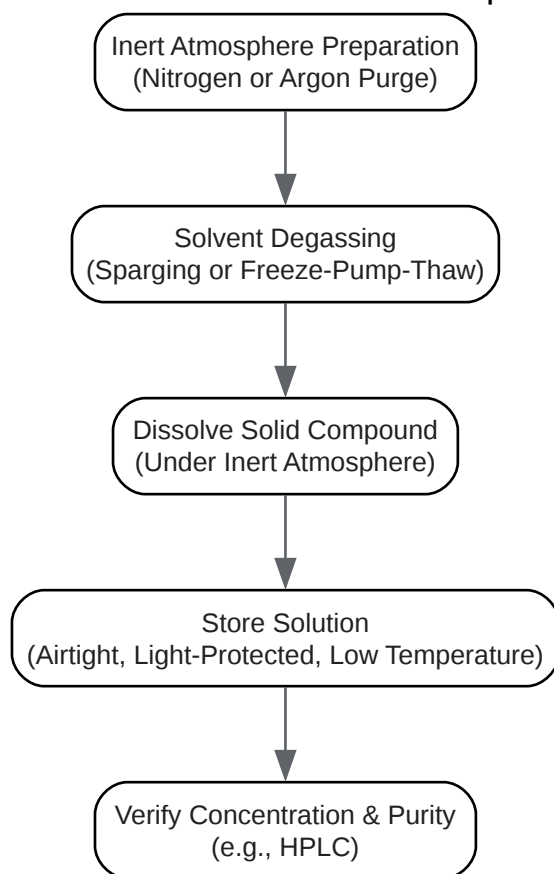 Inert Atmosphere Preparation
(Nitrogen or Argon Purge)
Solvent Degassing
(Sparging or Freeze-Pump-Thaw)
Dissolve Solid Compound
(Under Inert Atmosphere)
Store Solution
(Airtight, Light-Protected, Low Temperature)
Verify Concentration & Purity
(e.g., HPLC)